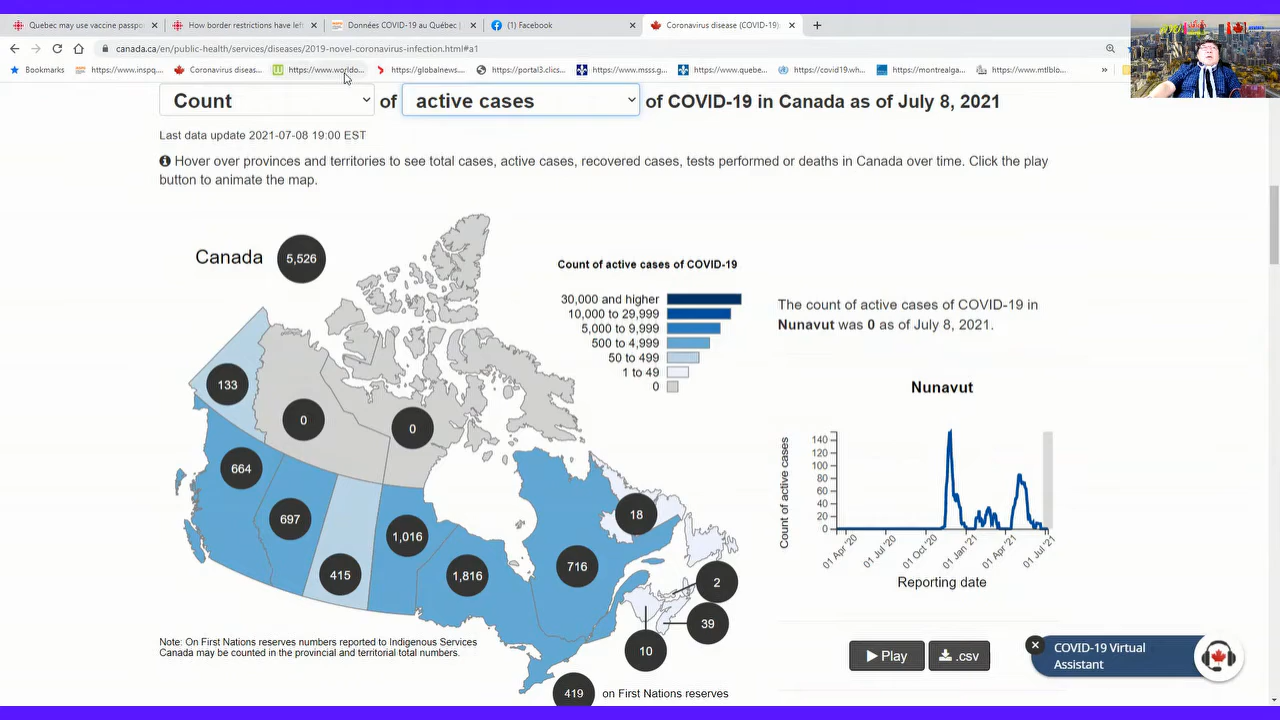 Quebec may use vaccine passpo
How border restrictions have left
Données COVID-19 au Québec |
(1) Facebook
Coronavirus disease (COVID-19)
canada.ca/en/public-health/services/diseases/2019-novel-coronavirus-infection.html#a1
Bookmarks
https://www.inspq....
Coronavirus diseas...
https://www.worldo...
https://globalnews....
https://portal3.clics...
https://www.msss.g...
https://www.quebe...
https://covid19.wh...
https://montrealga...
https://www.mtlblo...
Count of active cases of COVID-19 in Canada as of July 8, 2021
Last data update 2021-07-08 19:00 EST
Hover over provinces and territories to see total cases, active cases, recovered cases, tests performed or deaths in Canada over time. Click the play
button to animate the map.
Canada 5,526
Count of active cases of COVID-19
30,000 and higher
10,000 to 29,999
5,000 to 9,999
500 to 4,999
50 to 499
1 to 49
0
The count of active cases of COVID-19 in
Nunavut was 0 as of July 8, 2021.
133
0
0
664
697
415
1,016
1,816
716
18
2
39
10
419 on First Nations reserves
Note: On First Nations reserves numbers reported to Indigenous Services
Canada may be counted in the provincial and territorial total numbers.
Nunavut
Count of active cases
140
120
100
80
60
40
20
0
01 Apr '20
01 Jul '20
01 Oct '20
01 Jan '21
01 Apr '21
01 Jul '21
Reporting date
Play
.csv
COVID-19 Virtual
Assistant